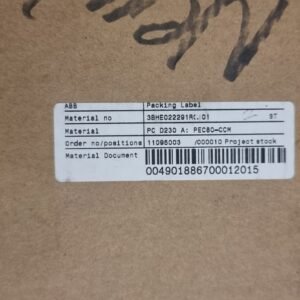 ABB Packing Label
Material no 3BHE022291R0101 ST
Material PC D230 A: PEC80-CCM
Order no/positions 11095003 /000010 Project stock
Material Document
004901886700012015